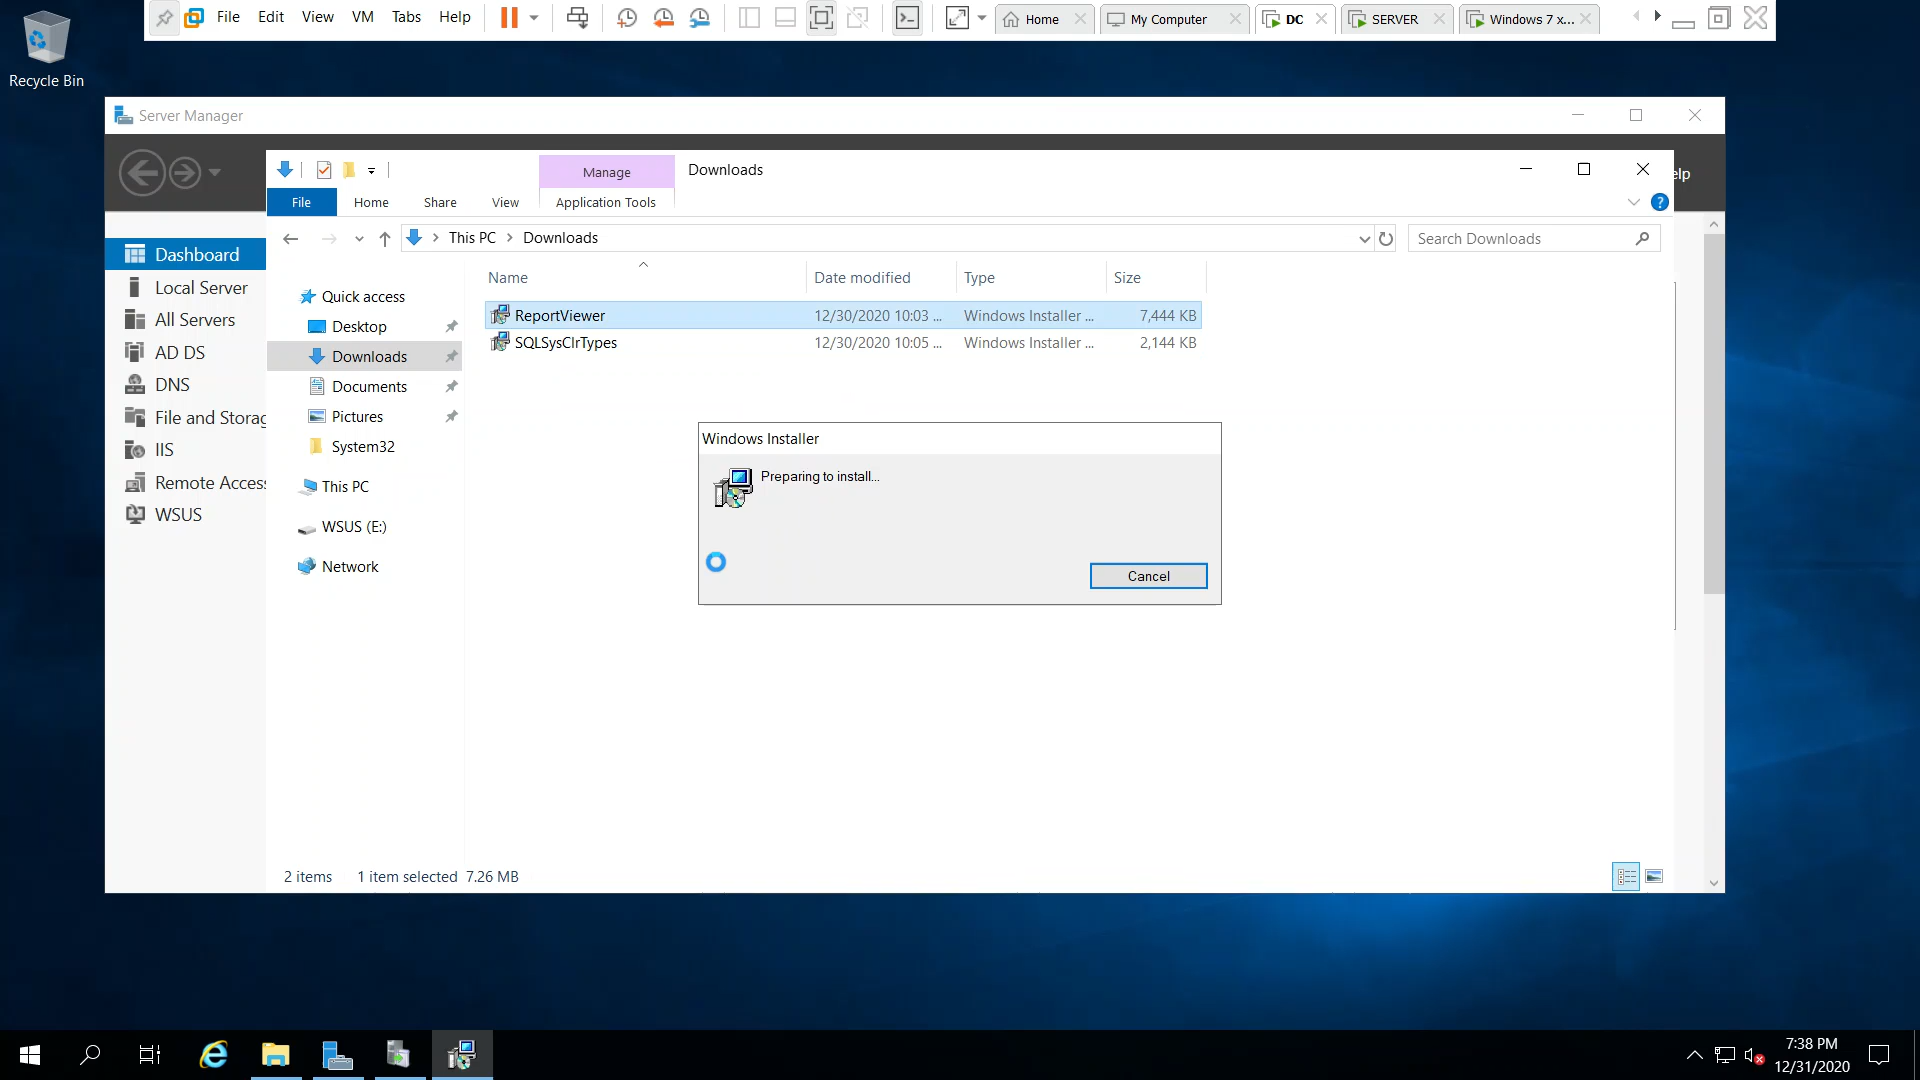 File Edit View VM Tabs Help
Home
My Computer
DC
SERVER
Windows 7 x...
Recycle Bin
Server Manager
elp
Manage
Downloads
File
Home
Share
View
Application Tools
This PC
Downloads
Search Downloads
Dashboard
Local Server
All Servers
AD DS
DNS
File and Storag
IIS
Remote Access
WSUS
Quick access
Desktop
Downloads
Documents
Pictures
System32
This PC
WSUS (E:)
Network
Name Date modified Type Size
ReportViewer 12/30/2020 10:03 ... Windows Installer ... 7,444 KB
SQLSysClrTypes 12/30/2020 10:05 ... Windows Installer ... 2,144 KB
Windows Installer
Preparing to install...
Cancel
2 items 1 item selected 7.26 MB
7:38 PM
12/31/2020